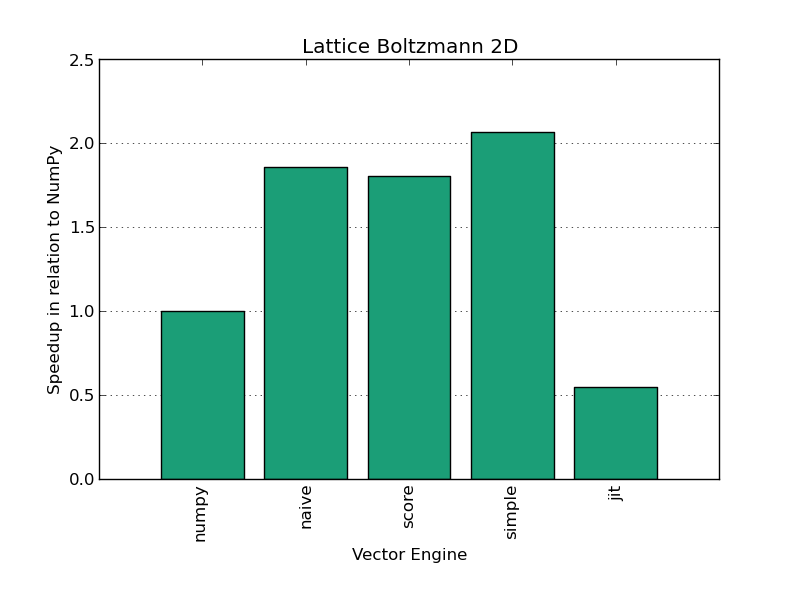 Lattice Boltzmann 2D
Speedup in relation to NumPy
2.5
2.0
1.5
1.0
0.5
0.0
numpy
naive
score
simple
jit
Vector Engine